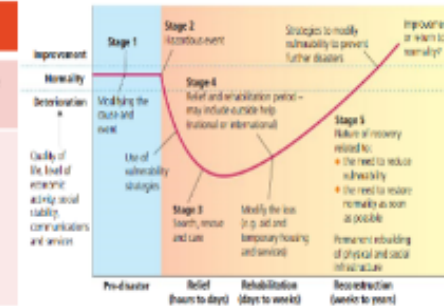 Improvement
Normality
Deterioration
Quality of
life, level of
economic
activity, social
stability,
communications
and services
Stage 1
Modifying the
cause and
event
Stage 2
Hazardous event
Use of
vulnerability
strategies
Stage 3
Search, rescue
and care
Stage 4
Relief and rehabilitation period –
may include outside help
(national or international)
Modify the loss
(e.g. aid and
temporary housing
and services)
Strategies to modify
vulnerability to prevent
further disasters
or return to
normality?
Stage 5
Nature of recovery
related to:
the need to reduce
vulnerability
the need to restore
normality as soon
as possible
Permanent rebuilding
of physical and social
infrastructure
Pre-disaster
Relief
(hours to days)
Rehabilitation
(days to weeks)
Reconstruction
(weeks to years)